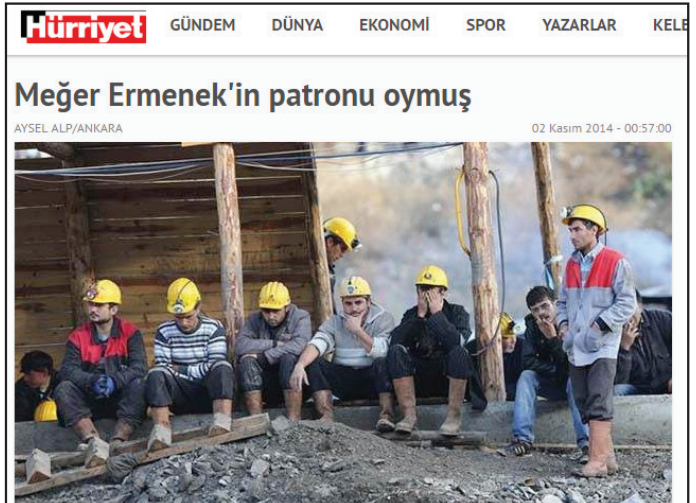 Hürriyet GÜNDEM DÜNYA EKONOMİ SPOR YAZARLAR KELE
Meğer Ermenek'in patronu oymuş
AYSEL ALP/ANKARA 02 Kasım 2014 - 00:57:00